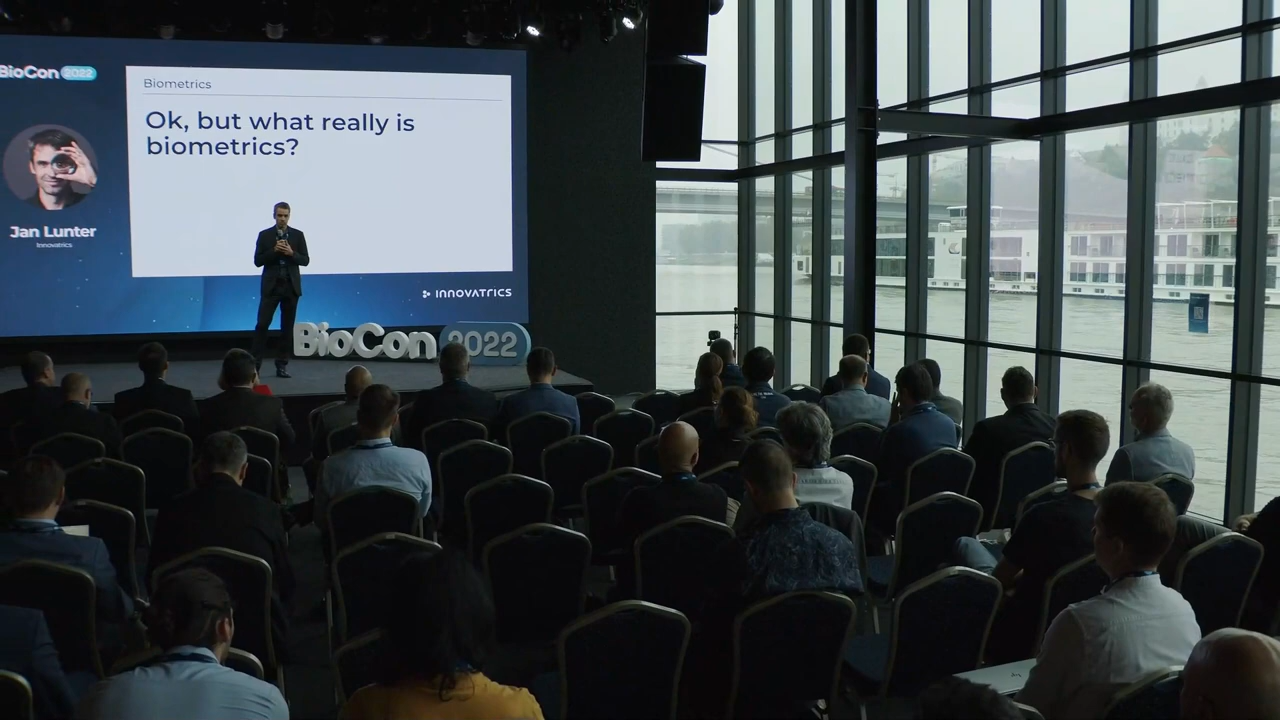 BioCon 2022
Biometrics
Ok, but what really is
biometrics?
Jan Lunter
Innovatrics
INNOVATRICS
BioCon 2022